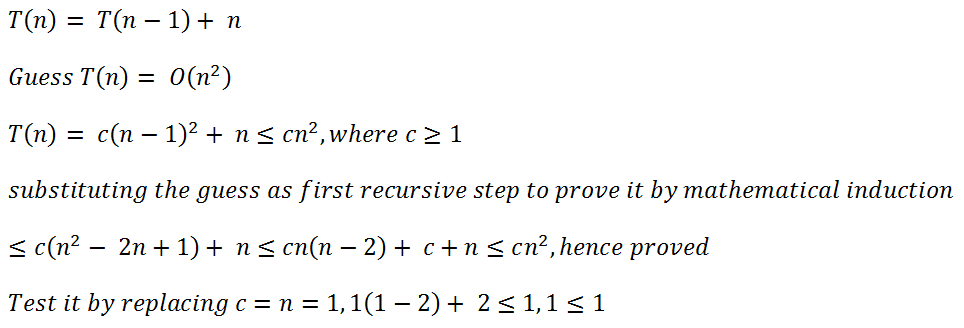 T(n) = T(n − 1) + n
Guess T(n) = O(n²)
T(n) = c(n − 1)² + n ≤ cn², where c ≥ 1
substituting the guess as first recursive step to prove it by mathematical induction
≤ c(n² − 2n + 1) + n ≤ cn(n − 2) + c + n ≤ cn², hence proved
Test it by replacing c = n = 1, 1(1 − 2) + 2 ≤ 1, 1 ≤ 1